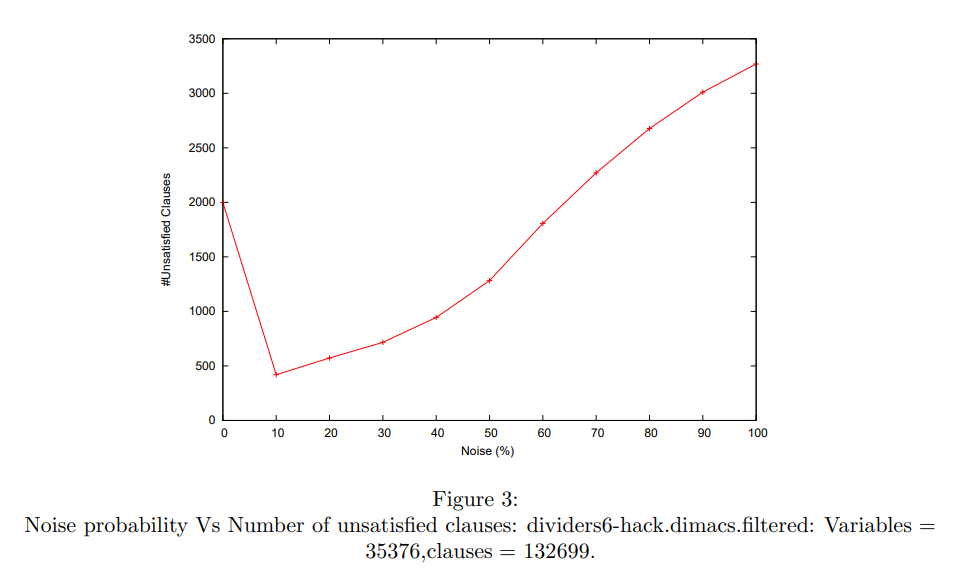 3500
3000
2500
2000
1500
1000
500
0
#Unsatisfied Clauses
0 10 20 30 40 50 60 70 80 90 100
Noise (%)
Figure 3:
Noise probability Vs Number of unsatisfied clauses: dividers6-hack.dimacs.filtered: Variables =
35376,clauses = 132699.